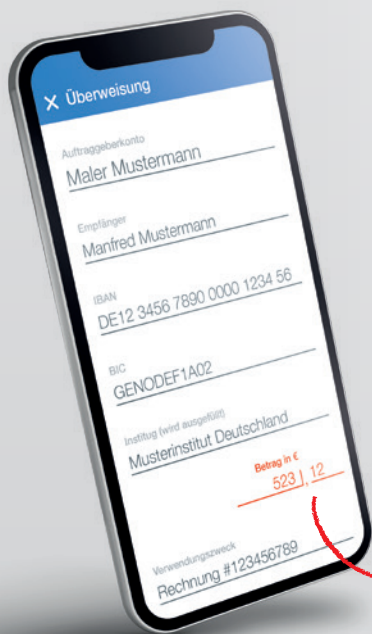 × Überweisung
Auftraggeberkonto
Maler Mustermann
Empfänger
Manfred Mustermann
IBAN
DE12 3456 7890 0000 1234 56
BIC
GENODEF1A02
Institug (wird ausgefüllt)
Musterinstitut Deutschland
Betrag in €
523 , 12
Verwendungszweck
Rechnung #123456789